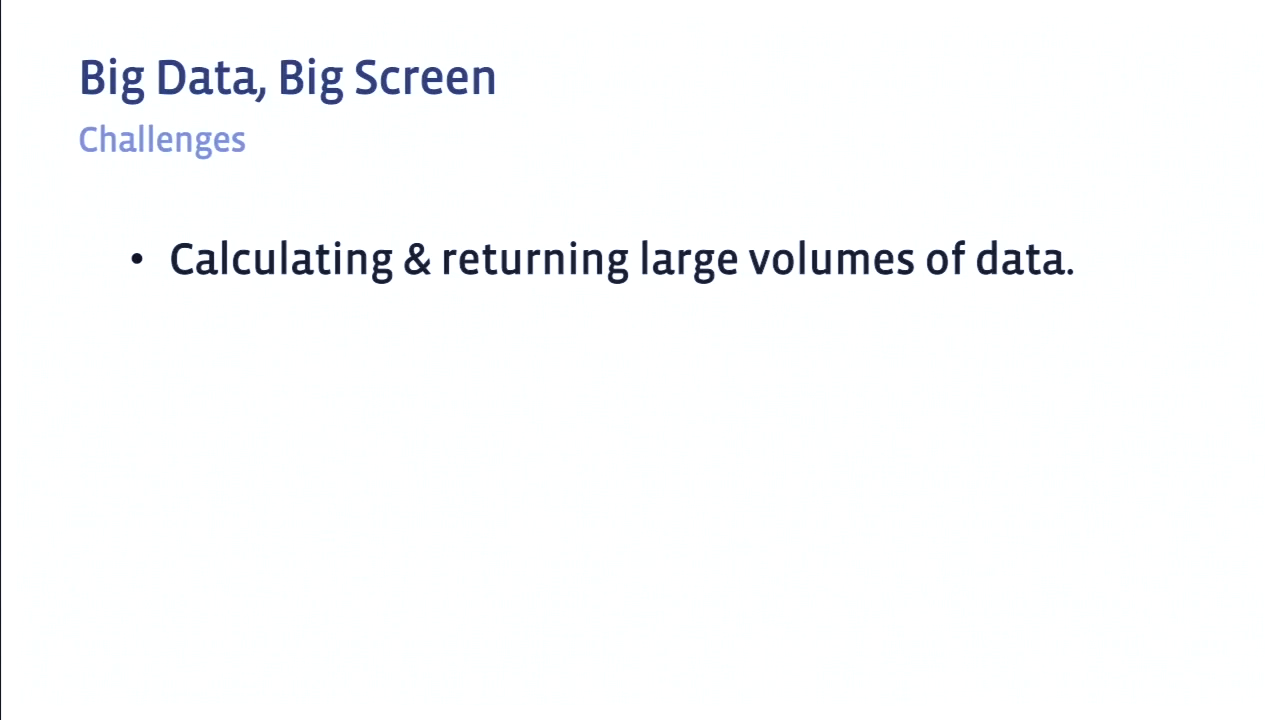 Big Data, Big Screen
Challenges
• Calculating & returning large volumes of data.